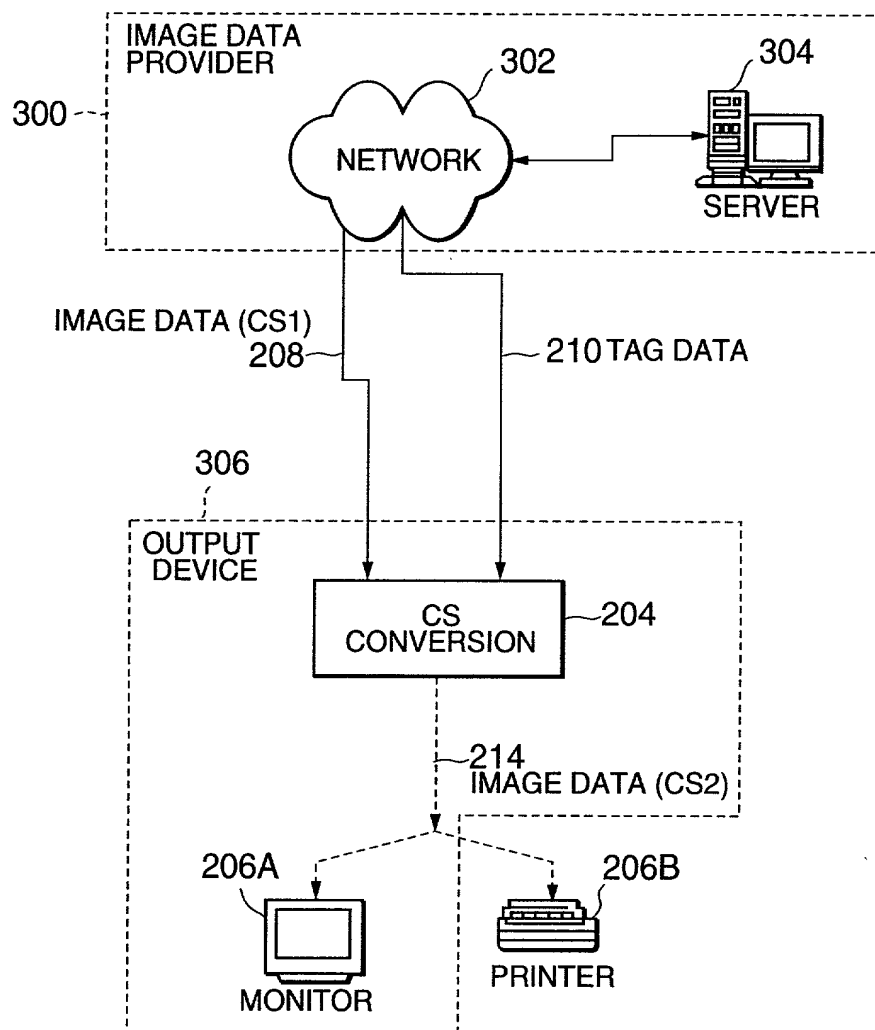 IMAGE DATA
PROVIDER
302
304
300
NETWORK
SERVER
IMAGE DATA (CS1)
208
210 TAG DATA
306
OUTPUT
DEVICE
CS
CONVERSION
204
214
IMAGE DATA (CS2)
206A
206B
MONITOR
PRINTER